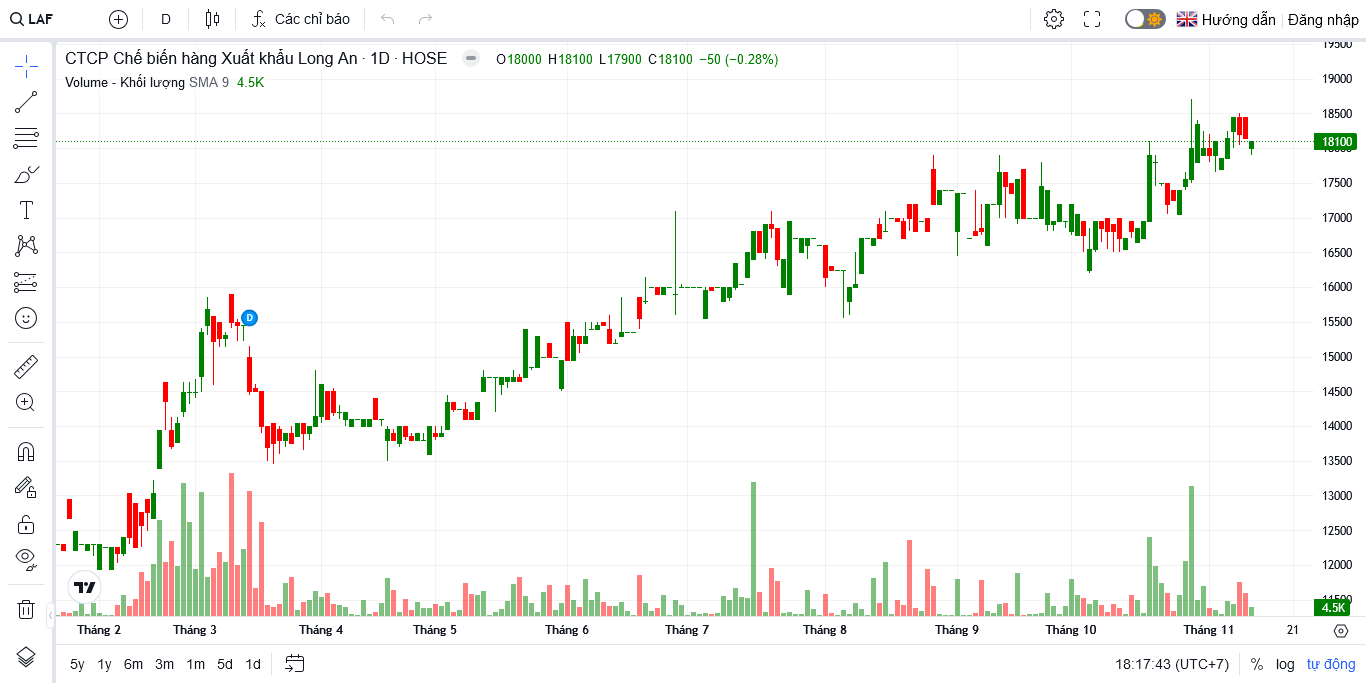 LAF D Các chỉ báo Hướng dẫn Đăng nhập
CTCP Chế biến hàng Xuất khẩu Long An · 1D · HOSE O18000 H18100 L17900 C18100 −50 (−0.28%)
Volume - Khối lượng SMA 9 4.5K
19500
19000
18500
18100
18000
17500
17000
16500
16000
15500
15000
14500
14000
13500
13000
12500
12000
11500
4.5K
D
Tháng 2 Tháng 3 Tháng 4 Tháng 5 Tháng 6 Tháng 7 Tháng 8 Tháng 9 Tháng 10 Tháng 11 21
5y 1y 6m 3m 1m 5d 1d 18:17:43 (UTC+7) % log tự động